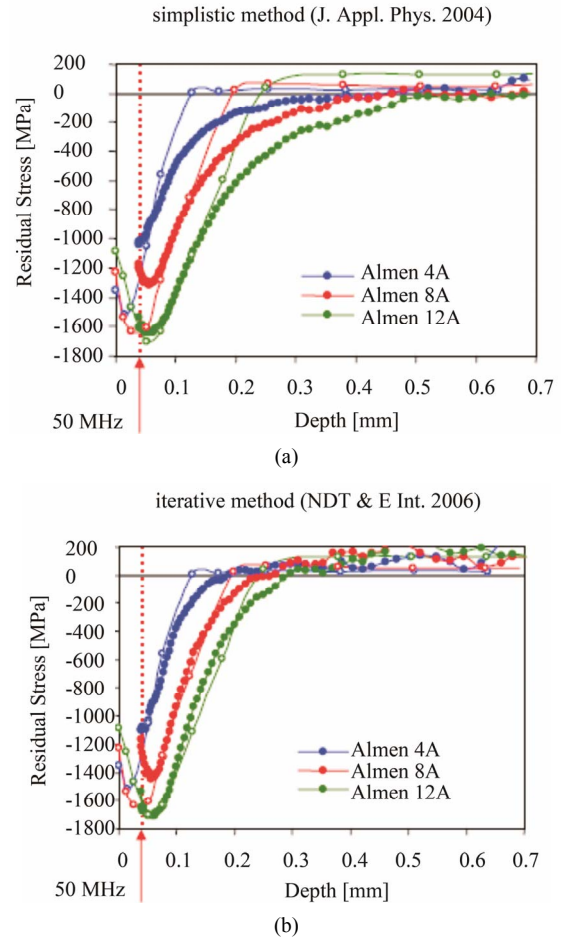 simplistic method (J. Appl. Phys. 2004)
200
0
-200
-400
-600
-800
-1000
-1200
-1400
-1600
-1800
Residual Stress [MPa]
Almen 4A
Almen 8A
Almen 12A
0 0.1 0.2 0.3 0.4 0.5 0.6 0.7
50 MHz
Depth [mm]
(a)
iterative method (NDT & E Int. 2006)
200
0
-200
-400
-600
-800
-1000
-1200
-1400
-1600
-1800
Residual Stress [MPa]
Almen 4A
Almen 8A
Almen 12A
0 0.1 0.2 0.3 0.4 0.5 0.6 0.7
50 MHz
Depth [mm]
(b)